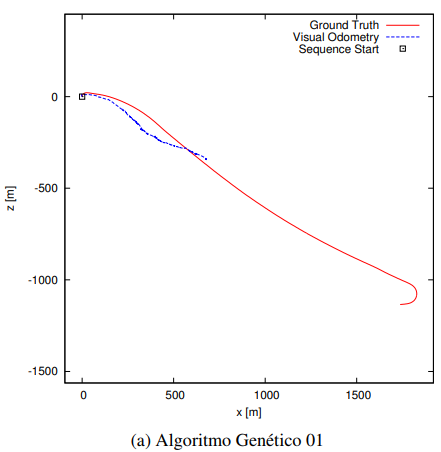 Ground Truth
Visual Odometry
Sequence Start
0
-500
-1000
-1500
z [m]
0 500 1000 1500
x [m]
(a) Algoritmo Genético 01